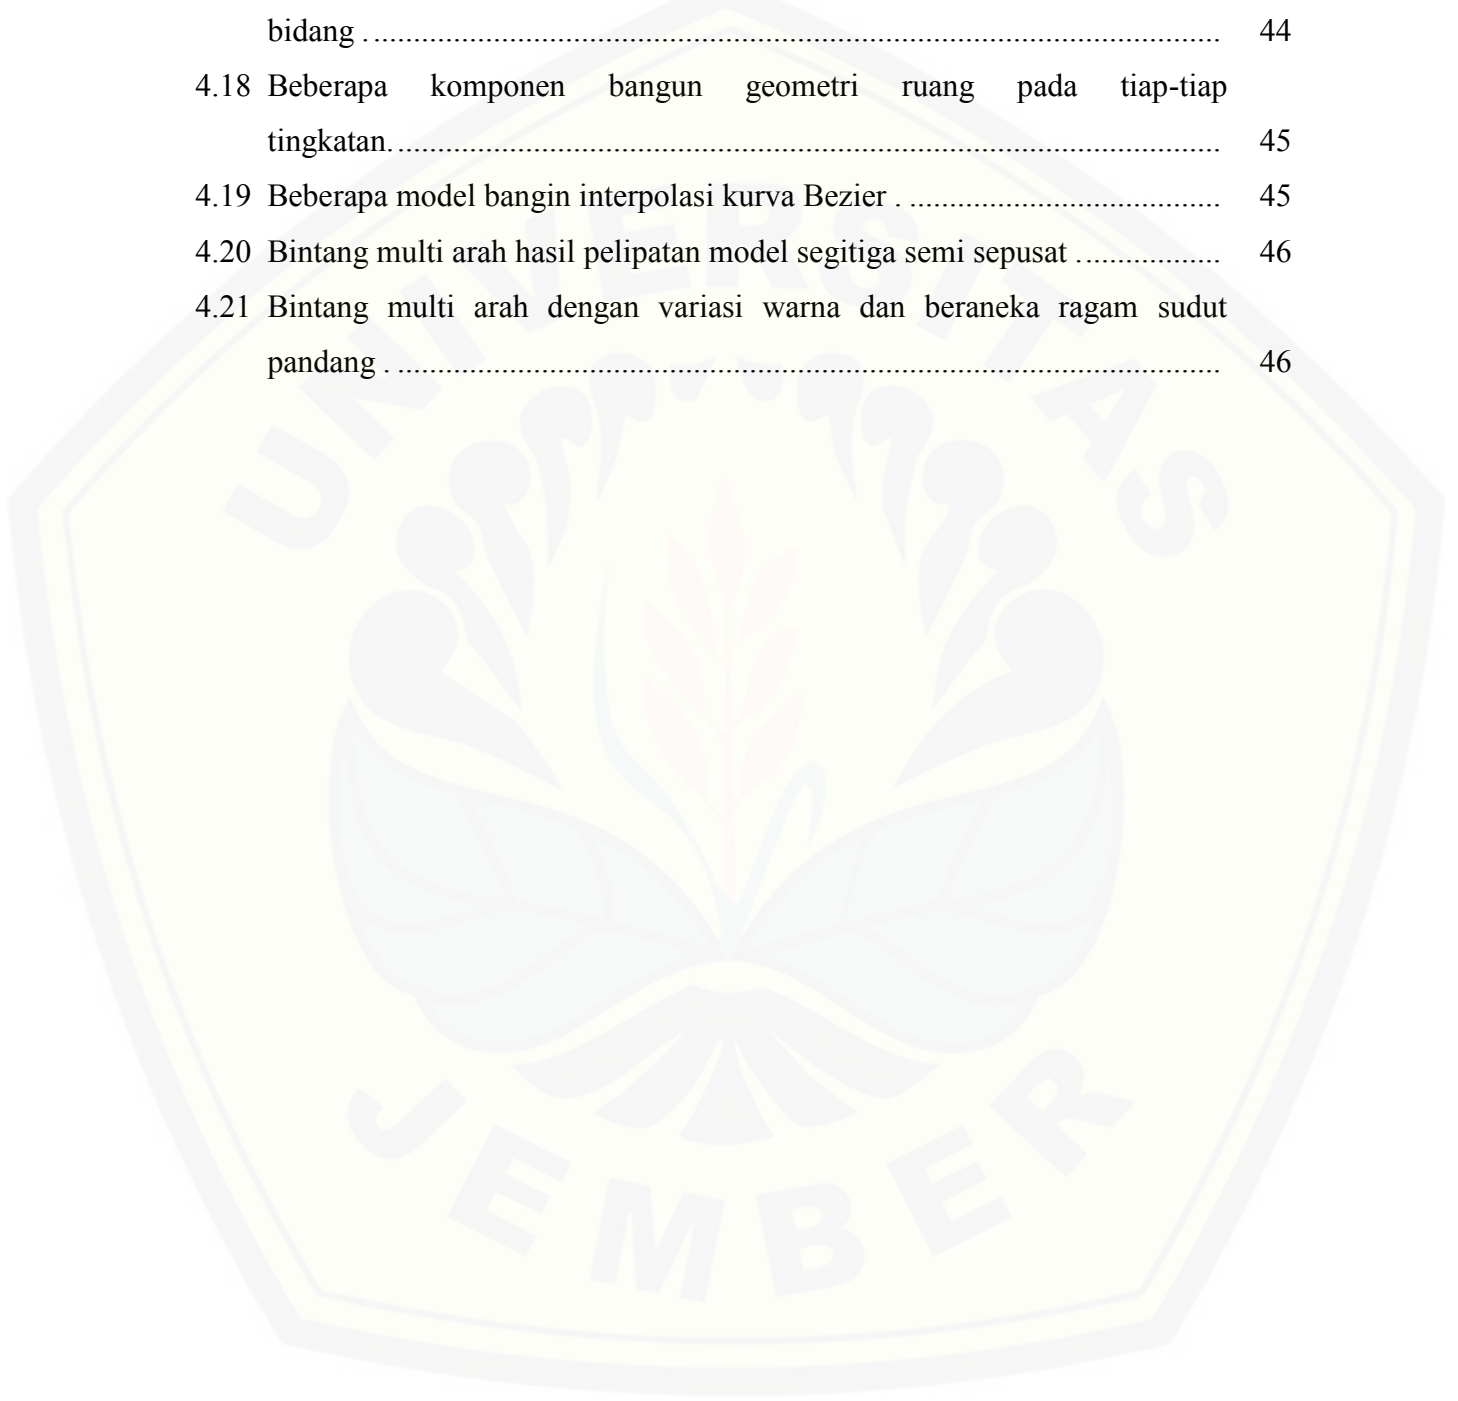 bidang . .................................................................................................... 44
4.18 Beberapa komponen bangun geometri ruang pada tiap-tiap
tingkatan. .................................................................................................. 45
4.19 Beberapa model bangin interpolasi kurva Bezier . ..................................... 45
4.20 Bintang multi arah hasil pelipatan model segitiga semi sepusat . ................ 46
4.21 Bintang multi arah dengan variasi warna dan beraneka ragam sudut
pandang . .................................................................................................. 46
UNIVERSITAS
JEMBER